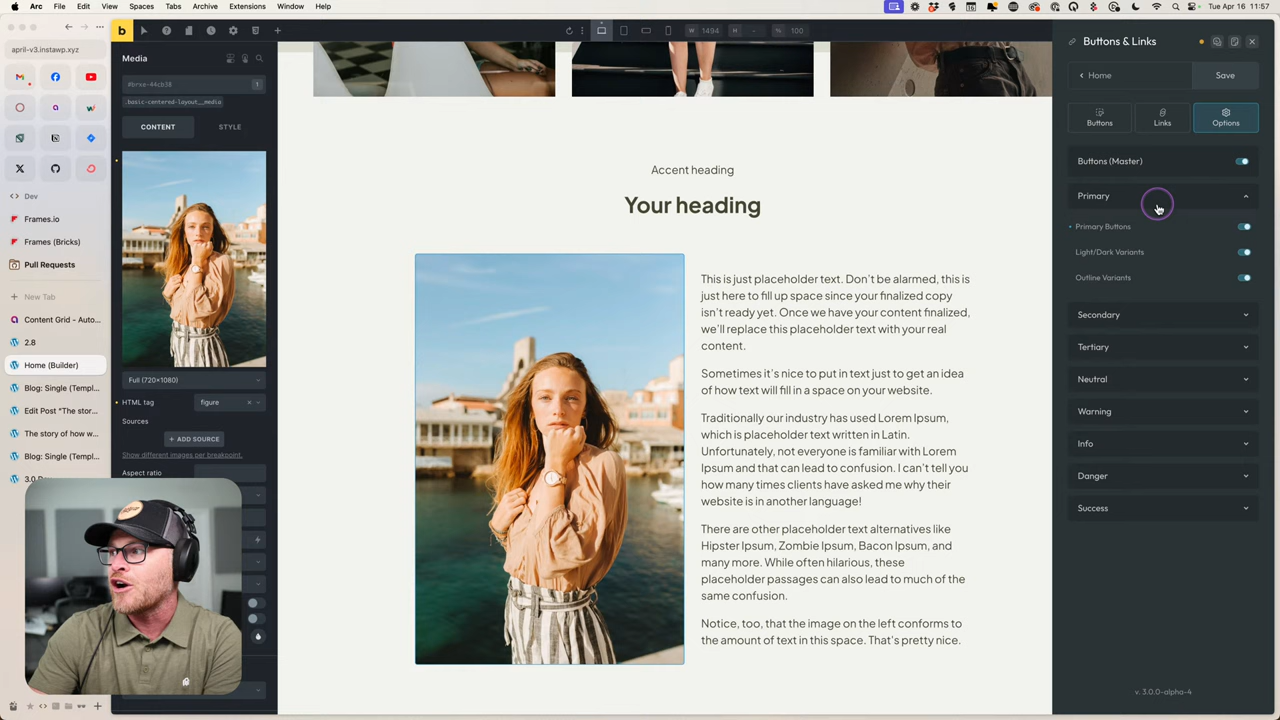 Arc File Edit View Spaces Tabs Archive Extensions Window Help
Tue Apr 16 11:57
april-v3.instawp.xyz
Dev
Frames.io
Frames (Bricks)
Pull Requests
New Tab
Content Grid - Auto...
2.8
Home (Builder)
Blog: Single (Templ...
Edit Post "The stor...
The story of how w...
Blog: Single (Templ...
3.0
b
W 1494 H - % 100
Media
#brxe-44cb38
.basic-centered-layout__media
CONTENT STYLE
Full (720×1080)
HTML tag figure
Sources
+ ADD SOURCE
Show different images per breakpoint.
Aspect ratio
Accent heading
Your heading
This is just placeholder text. Don't be alarmed, this is
just here to fill up space since your finalized copy
isn't ready yet. Once we have your content finalized,
we'll replace this placeholder text with your real
content.
Sometimes it's nice to put in text just to get an idea
of how text will fill in a space on your website.
Traditionally our industry has used Lorem Ipsum,
which is placeholder text written in Latin.
Unfortunately, not everyone is familiar with Lorem
Ipsum and that can lead to confusion. I can't tell you
how many times clients have asked me why their
website is in another language!
There are other placeholder text alternatives like
Hipster Ipsum, Zombie Ipsum, Bacon Ipsum, and
many more. While often hilarious, these
placeholder passages can also lead to much of the
same confusion.
Notice, too, that the image on the left conforms to
the amount of text in this space. That's pretty nice.
Buttons & Links
Home Save
Buttons Links Options
Buttons (Master)
Primary
Primary Buttons
Light/Dark Variants
Outline Variants
Secondary
Tertiary
Neutral
Warning
Info
Danger
Success
v. 3.0.0-alpha-4